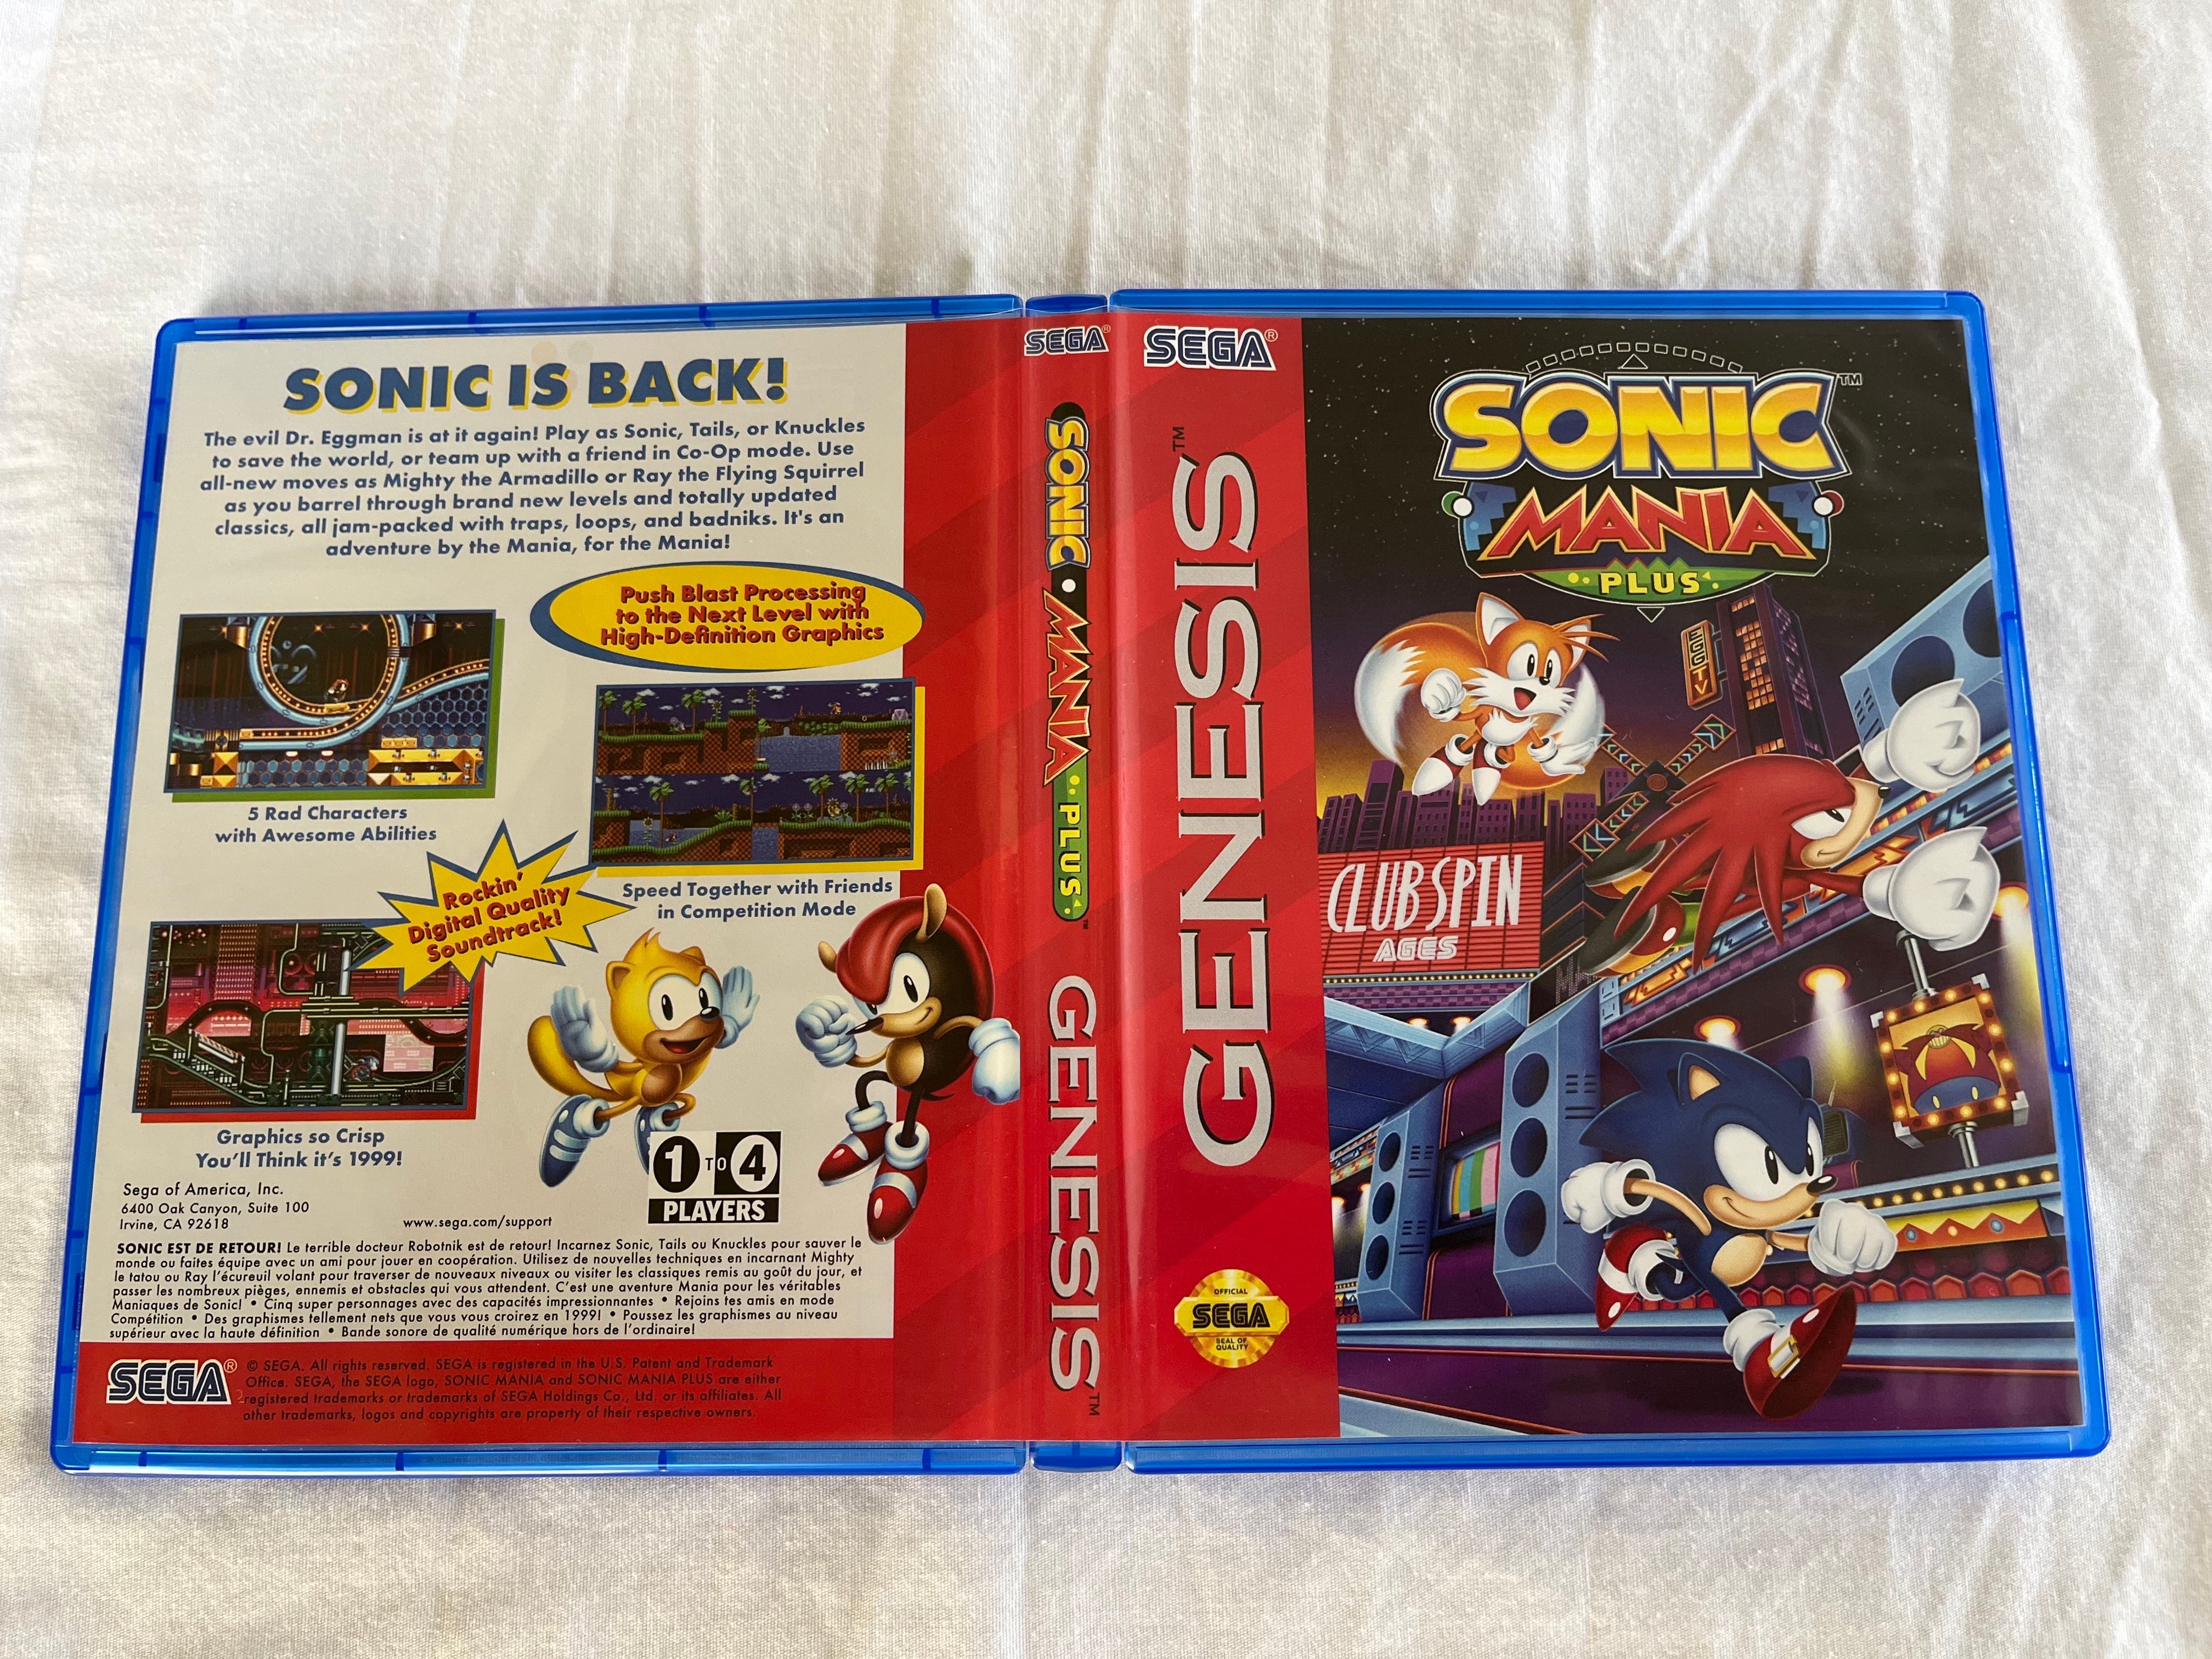 SONIC IS BACK!
The evil Dr. Eggman is at it again! Play as Sonic, Tails, or Knuckles
to save the world, or team up with a friend in Co-Op mode. Use
all-new moves as Mighty the Armadillo or Ray the Flying Squirrel
as you barrel through brand new levels and totally updated
classics, all jam-packed with traps, loops, and badniks. It's an
adventure by the Mania, for the Mania!
Push Blast Processing
to the Next Level with
High-Definition Graphics
5 Rad Characters
with Awesome Abilities
Speed Together with Friends
in Competition Mode
Rockin'
Digital Quality
Soundtrack!
Graphics so Crisp
You'll Think it's 1999!
1 TO 4
PLAYERS
Sega of America, Inc.
6400 Oak Canyon, Suite 100
Irvine, CA 92618
www.sega.com/support
SONIC EST DE RETOUR! Le terrible docteur Robotnik est de retour! Incarnez Sonic, Tails ou Knuckles pour sauver le
monde ou faites équipe avec un ami pour jouer en coopération. Utilisez de nouvelles techniques en incarnant Mighty
le tatou ou Ray l'écureuil volant pour traverser de nouveaux niveaux ou visiter les classiques remis au goût du jour, et
passer les nombreux pièges, ennemis et obstacles qui vous attendent. C'est une aventure Mania pour les véritables
Maniaques de Sonic! • Cinq super personnages avec des capacités impressionnantes • Rejoins tes amis en mode
Compétition • Des graphismes tellement nets que vous vous croirez en 1999! • Poussez les graphismes au niveau
supérieur avec la haute définition • Bande sonore de qualité numérique hors de l'ordinaire!
SEGA®
© SEGA. All rights reserved. SEGA is registered in the U.S. Patent and Trademark
Office. SEGA, the SEGA logo, SONIC MANIA and SONIC MANIA PLUS are either
registered trademarks or trademarks of SEGA Holdings Co., Ltd. or its affiliates. All
other trademarks, logos and copyrights are property of their respective owners.
SEGA®
SONIC MANIA PLUS™
GENESIS™
SEGA®
GENESIS™
OFFICIAL
SEGA
SEAL OF
QUALITY
SONIC™
MANIA
PLUS
EGG TV
CLUB SPIN
AGES